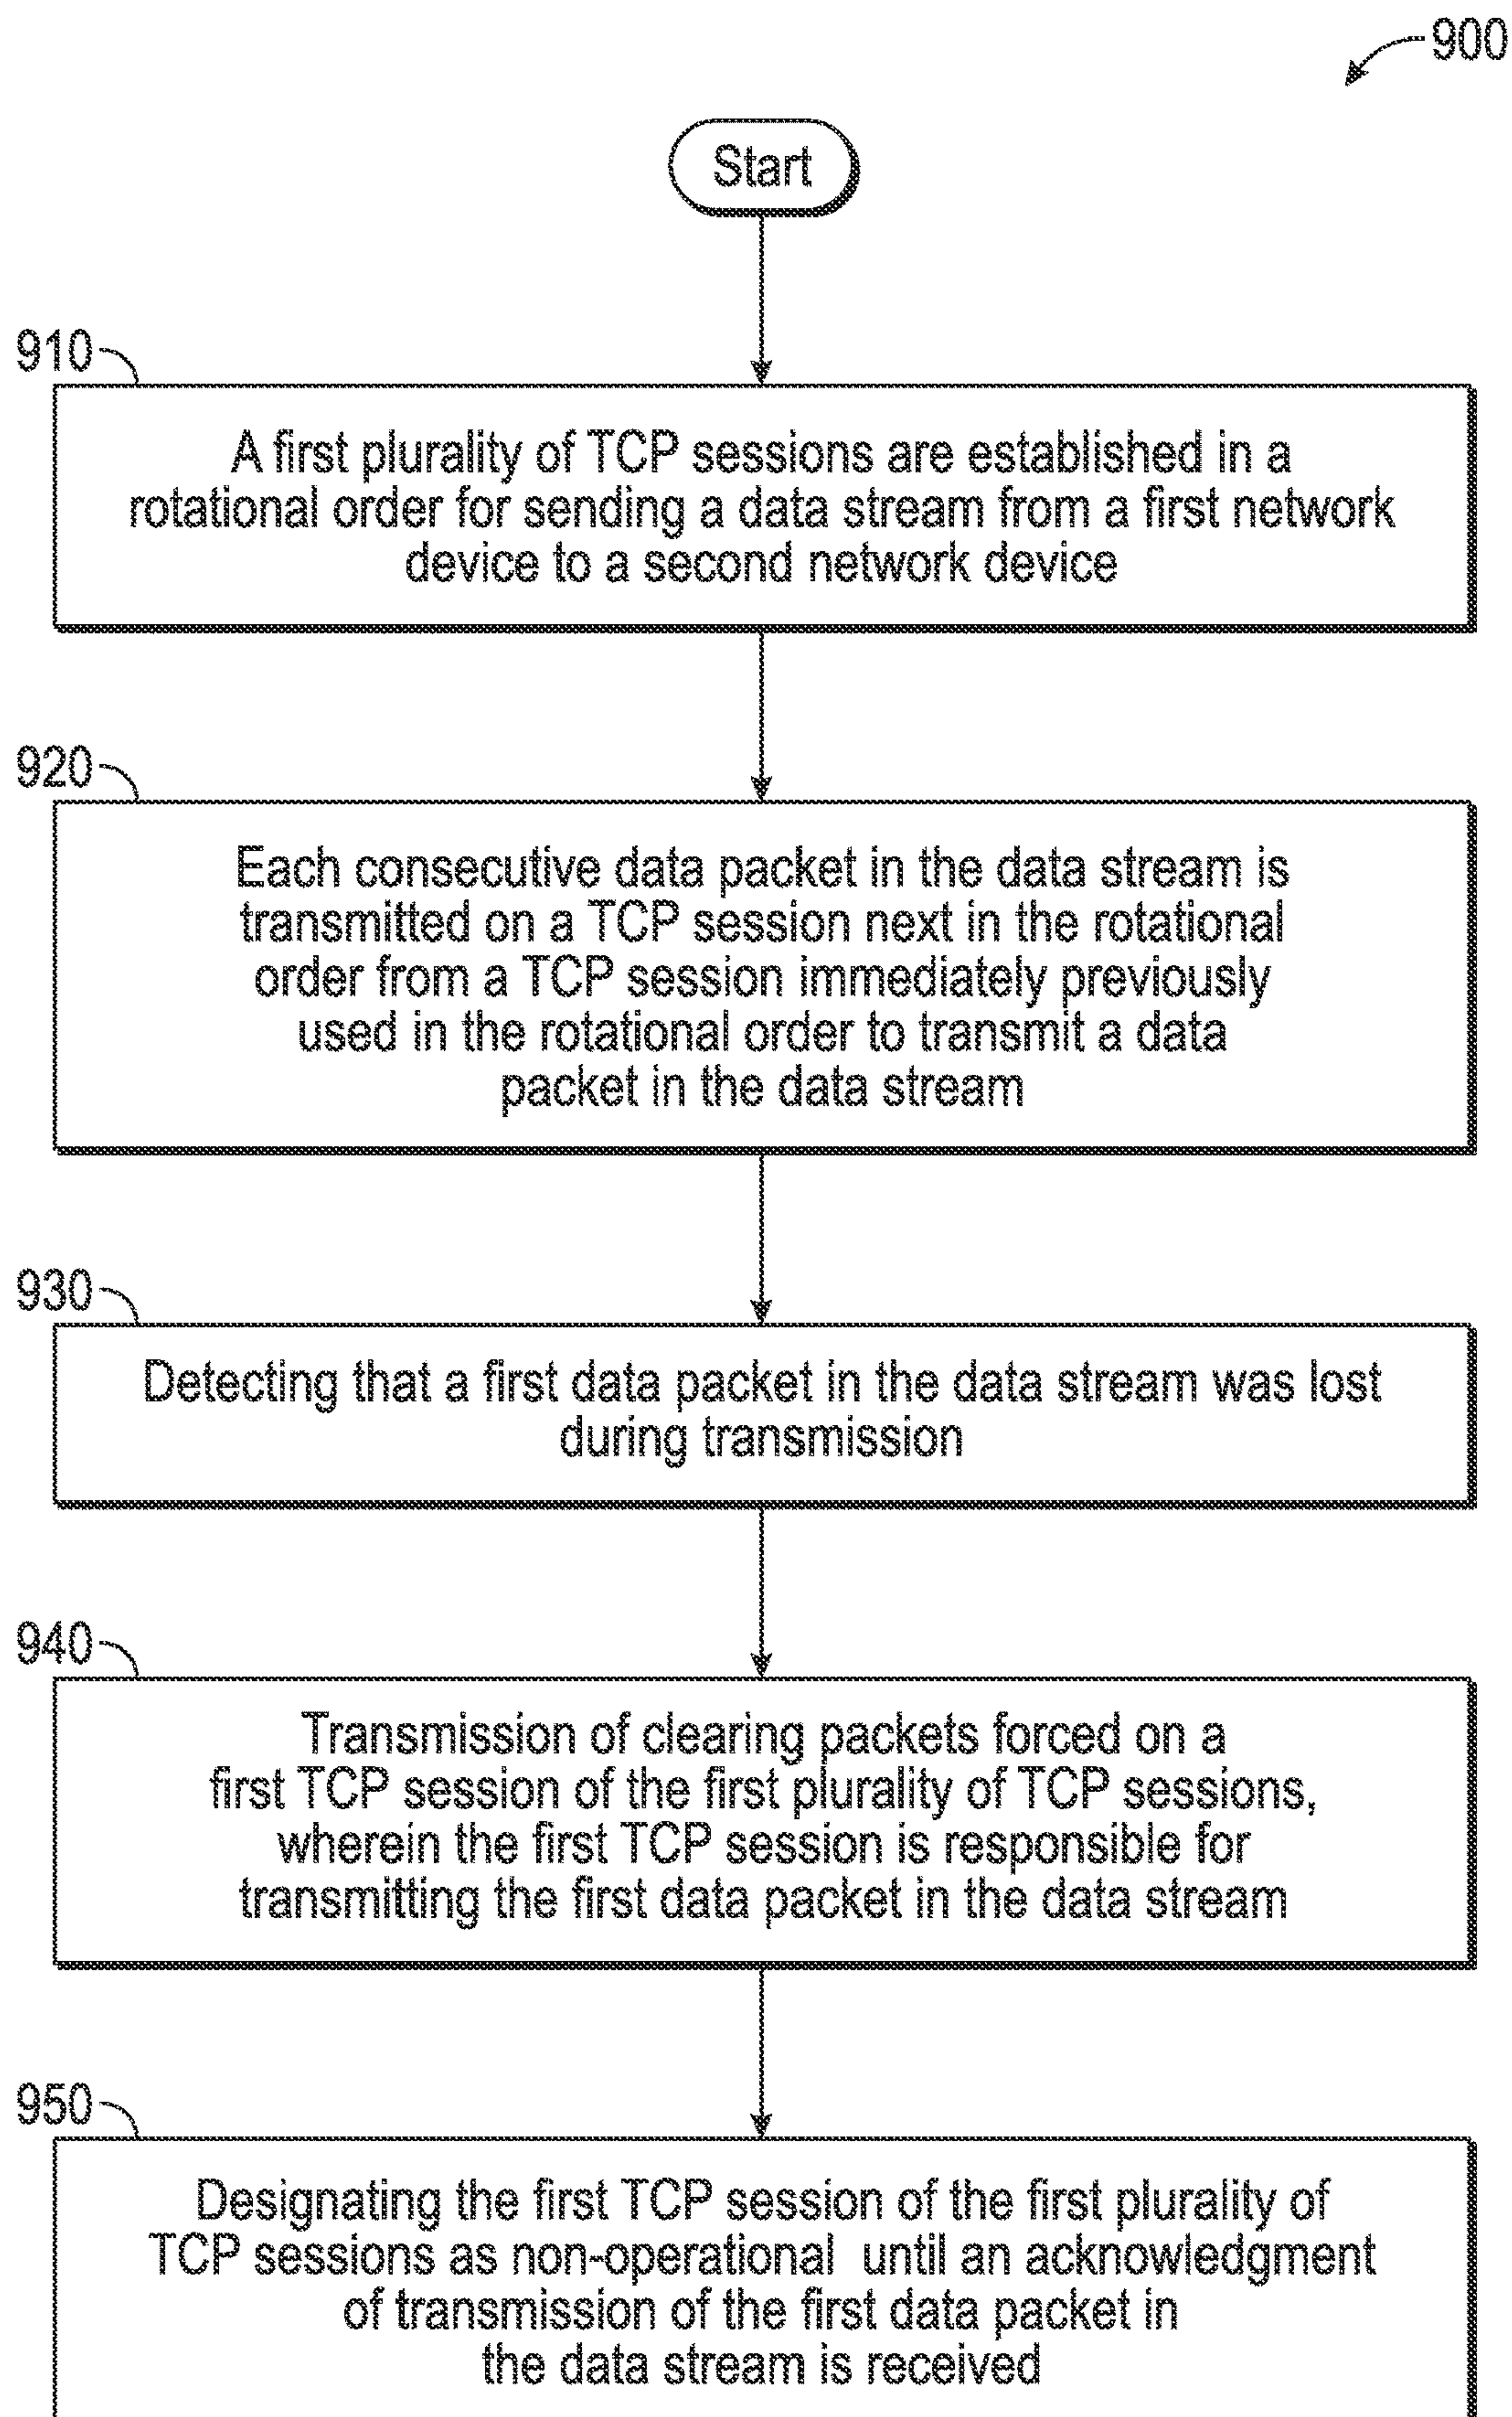 900
Start
910
A first plurality of TCP sessions are established in a
rotational order for sending a data stream from a first network
device to a second network device
920
Each consecutive data packet in the data stream is
transmitted on a TCP session next in the rotational
order from a TCP session immediately previously
used in the rotational order to transmit a data
packet in the data stream
930
Detecting that a first data packet in the data stream was lost
during transmission
940
Transmission of clearing packets forced on a
first TCP session of the first plurality of TCP sessions,
wherein the first TCP session is responsible for
transmitting the first data packet in the data stream
950
Designating the first TCP session of the first plurality of
TCP sessions as non-operational until an acknowledgment
of transmission of the first data packet in
the data stream is received